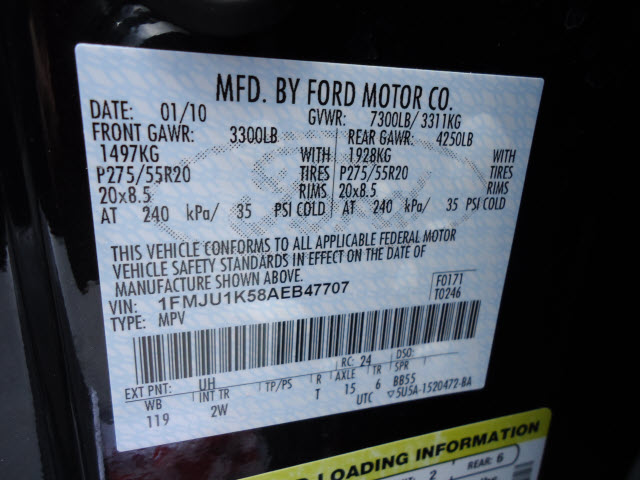 MFD. BY FORD MOTOR CO.
DATE: 01/10 GVWR: 7300LB/ 3311KG
FRONT GAWR: 3300LB REAR GAWR: 4250LB
1497KG WITH 1928KG WITH
P275/55R20 TIRES P275/55R20 TIRES
20x8.5 RIMS 20x8.5 RIMS
AT 240 kPa/ 35 PSI COLD AT 240 kPa/ 35 PSI COLD
THIS VEHICLE CONFORMS TO ALL APPLICABLE FEDERAL MOTOR
VEHICLE SAFETY STANDARDS IN EFFECT ON THE DATE OF
MANUFACTURE SHOWN ABOVE.
VIN: 1FMJU1K58AEB47707 F0171
TYPE: MPV T0246
EXT PNT: UH RC: 24 DSO:
WB INT TR TP/PS R AXLE TR SPR
119 2W T 15 6 BB55
UTC ▽5U5A-1520472-BA
LOADING INFORMATION
2 REAR: 6